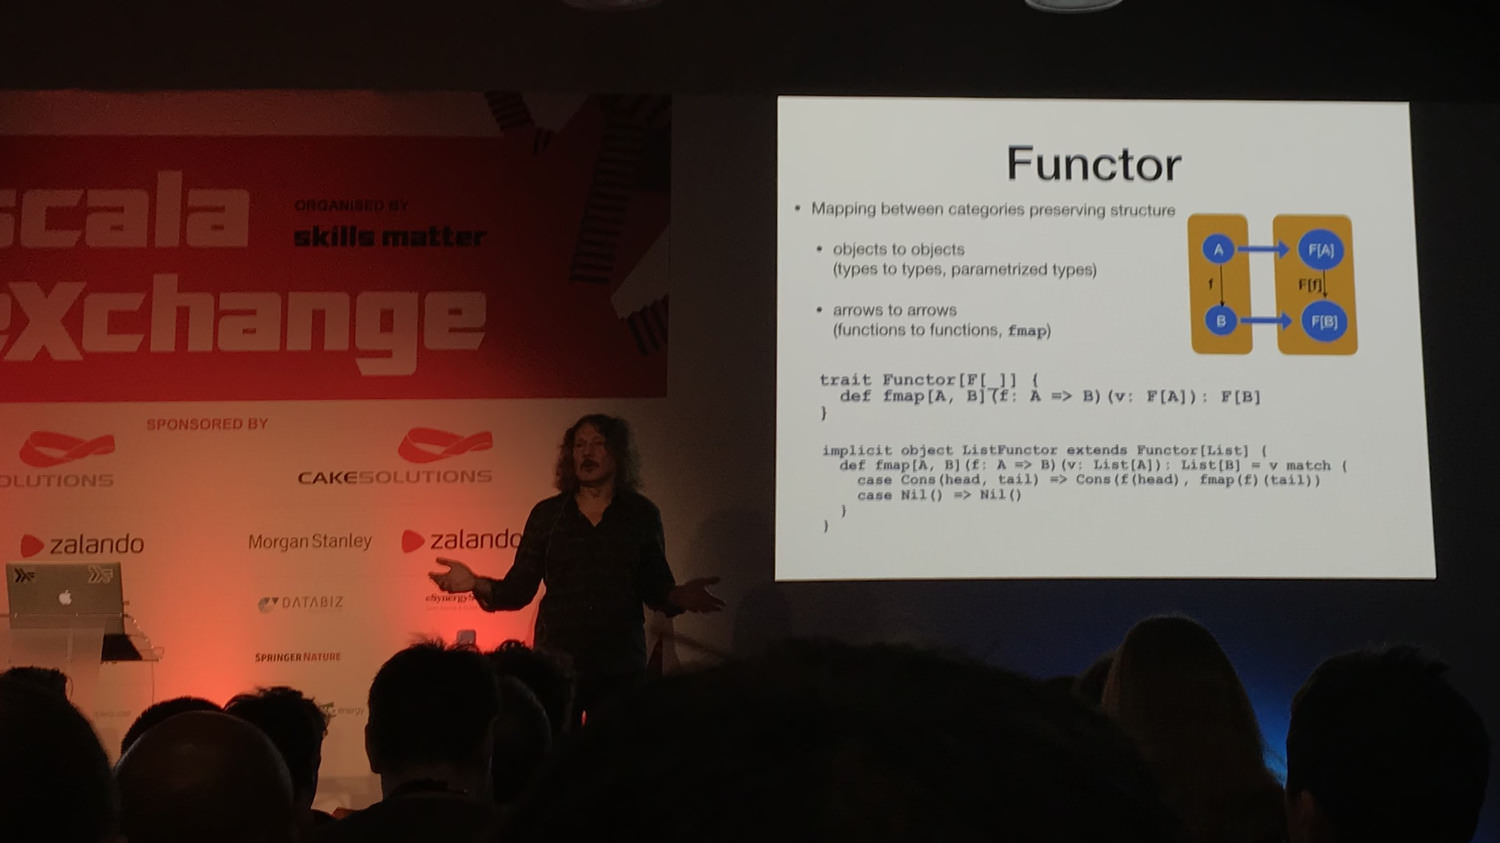 scala
eXchange
ORGANISED BY
skills matter
SPONSORED BY
OLUTIONS
CAKESOLUTIONS
zalando
Morgan Stanley
zalando
DATABIZ
SPRINGER NATURE
energy
Functor
• Mapping between categories preserving structure
• objects to objects
(types to types, parametrized types)
• arrows to arrows
(functions to functions, fmap)
A
F[A]
f
F[f]
B
F[B]
trait Functor[F[_]] {
def fmap[A, B](f: A => B)(v: F[A]): F[B]
}
implicit object ListFunctor extends Functor[List] {
def fmap[A, B](f: A => B)(v: List[A]): List[B] = v match {
case Cons(head, tail) => Cons(f(head), fmap(f)(tail))
case Nil() => Nil()
}
}